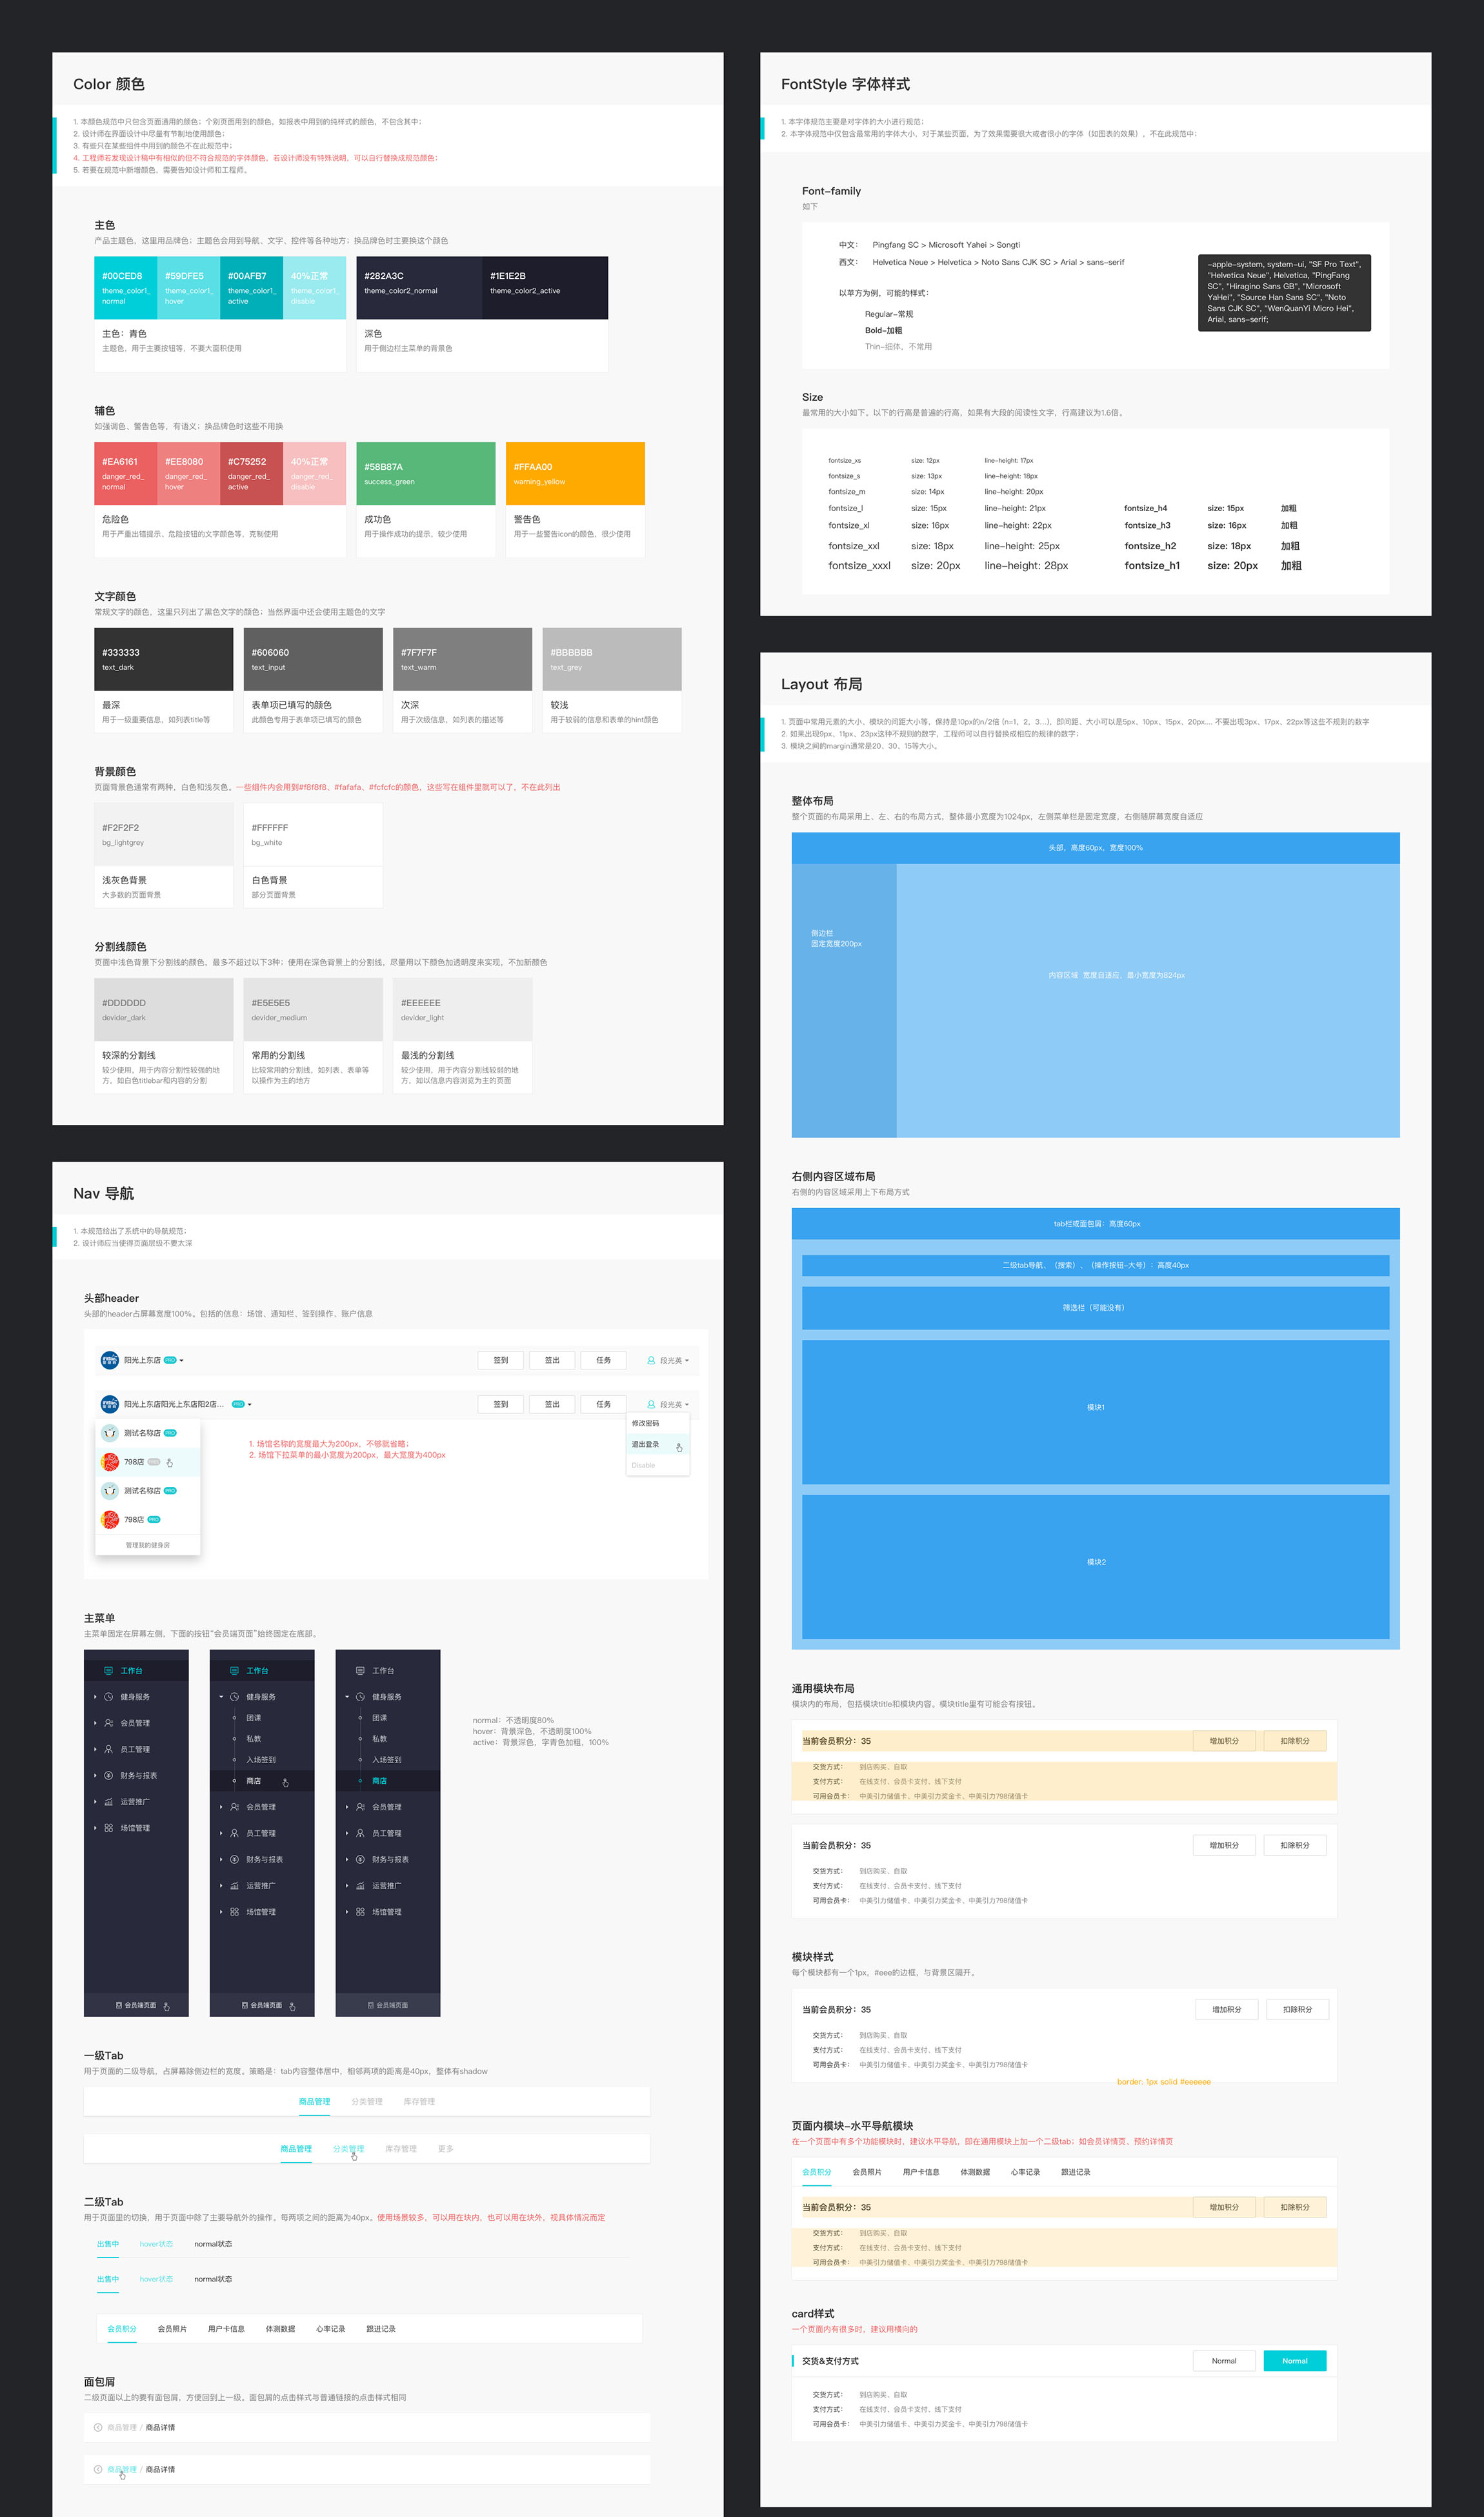 Color 颜色
1. 本颜色规范中只包含页面通用的颜色；个别页面用到的颜色，如报表中用到的纯样式的颜色，不包含其中；
2. 设计师在界面设计中尽量有节制地使用颜色；
3. 有些只在某些组件中用到的颜色不在此规范中；
4. 工程师若发现设计稿中有相似的但不符合规范的字体颜色，若设计师没有特殊说明，可以自行替换成规范颜色；
5. 若要在规范中新增颜色，需要告知设计师和工程师。
主色
产品主题色，这里用品牌色；主题色会用到导航、文字、控件等各种地方；换品牌色时主要换这个颜色
#00CED8
theme_color1_
normal
#59DFE5
theme_color1_
hover
#00AFB7
theme_color1_
active
40%正常
theme_color1_
disable
#282A3C
theme_color2_normal
#1E1E2B
theme_color2_active
主色：青色
主题色，用于主要按钮等，不要大面积使用
深色
用于侧边栏主菜单的背景色
辅色
如强调色、警告色等，有语义；换品牌色时这些不用换
#EA6161
danger_red_
normal
#EE8080
danger_red_
hover
#C75252
danger_red_
active
40%正常
danger_red_
disable
#58B87A
success_green
#FFAA00
warning_yellow
危险色
用于严重出错提示、危险按钮的文字颜色等，克制使用
成功色
用于操作成功的提示，较少使用
警告色
用于一些警告icon的颜色，很少使用
文字颜色
常规文字的颜色，这里只列出了黑色文字的颜色；当然界面中还会使用主题色的文字
#333333
text_dark
#606060
text_input
#7F7F7F
text_warm
#BBBBBB
text_grey
最深
用于一级重要信息，如列表title等
表单项已填写的颜色
此颜色专用于表单项已填写的颜色
次深
用于次级信息，如列表的描述等
较浅
用于较弱的信息和表单的hint颜色
背景颜色
页面背景色通常有两种，白色和浅灰色。一些组件内会用到#f8f8f8、#fafafa、#fcfcfc的颜色，这些写在组件里就可以了，不在此列出
#F2F2F2
bg_lightgrey
#FFFFFF
bg_white
浅灰色背景
大多数的页面背景
白色背景
部分页面背景
分割线颜色
页面中浅色背景下分割线的颜色，最多不超过以下3种；使用在深色背景上的分割线，尽量用以下颜色加透明度来实现，不加新颜色
#DDDDDD
devider_dark
#E5E5E5
devider_medium
#EEEEEE
devider_light
较深的分割线
较少使用，用于内容分割性较强的地
方，如白色titlebar和内容的分割
常用的分割线
比较常用的分割线，如列表、表单等
以操作为主的地方
最浅的分割线
较少使用，用于内容分割线较弱的地
方，如以信息内容浏览为主的页面
Nav 导航
1. 本规范给出了系统中的导航规范；
2. 设计师应当使得页面层级不要太深
头部header
头部的header占屏幕宽度100%。包括的信息：场馆、通知栏、签到操作、账户信息
阳光上东店 PRO 签到 签出 任务 段光英
阳光上东店阳光上东店阳2店... PRO 签到 签出 任务 段光英
测试名称店 PRO
798店 PRO
测试名称店 PRO
798店 PRO
管理我的健身房
1. 场馆名称的宽度最大为200px，不够就省略；
2. 场馆下拉菜单的最小宽度为200px，最大宽度为400px
修改密码
退出登录
Disable
主菜单
主菜单固定在屏幕左侧，下面的按钮“会员端页面”始终固定在底部。
工作台
健身服务
会员管理
员工管理
财务与报表
运营推广
场馆管理
会员端页面
工作台
健身服务
团课
私教
入场签到
商店
会员管理
员工管理
财务与报表
运营推广
场馆管理
会员端页面
工作台
健身服务
团课
私教
入场签到
商店
会员管理
员工管理
财务与报表
运营推广
场馆管理
会员端页面
normal：不透明度80%
hover：背景深色，不透明度100%
active：背景深色，字青色加粗，100%
一级Tab
用于页面的二级导航，占屏幕除侧边栏的宽度。策略是：tab内容整体居中，相邻两项的距离是40px，整体有shadow
商品管理 分类管理 库存管理
商品管理 分类管理 库存管理 更多
二级Tab
用于页面里的切换，用于页面中除了主要导航外的操作。每两项之间的距离为40px。使用场景较多，可以用在块内，也可以用在块外，视具体情况而定
出售中 hover状态 normal状态
出售中 hover状态 normal状态
会员积分 会员照片 用户卡信息 体测数据 心率记录 跟进记录
面包屑
二级页面以上的要有面包屑，方便回到上一级。面包屑的点击样式与普通链接的点击样式相同
商品管理 / 商品详情
商品管理 / 商品详情
FontStyle 字体样式
1. 本字体规范主要是对字体的大小进行规范；
2. 本字体规范中仅包含最常用的字体大小，对于某些页面，为了效果需要很大或者很小的字体（如图表的效果），不在此规范中；
Font-family
如下
中文： Pingfang SC > Microsoft Yahei > Songti
西文： Helvetica Neue > Helvetica > Noto Sans CJK SC > Arial > sans-serif
以苹方为例，可能的样式：
Regular-常规
Bold-加粗
Thin-细体，不常用
-apple-system, system-ui, "SF Pro Text",
"Helvetica Neue", Helvetica, "PingFang
SC", "Hiragino Sans GB", "Microsoft
YaHei", "Source Han Sans SC", "Noto
Sans CJK SC", "WenQuanYi Micro Hei",
Arial, sans-serif;
Size
最常用的大小如下。以下的行高是普遍的行高，如果有大段的阅读性文字，行高建议为1.6倍。
fontsize_xs size: 12px line-height: 17px
fontsize_s size: 13px line-height: 18px
fontsize_m size: 14px line-height: 20px
fontsize_l size: 15px line-height: 21px fontsize_h4 size: 15px 加粗
fontsize_xl size: 16px line-height: 22px fontsize_h3 size: 16px 加粗
fontsize_xxl size: 18px line-height: 25px fontsize_h2 size: 18px 加粗
fontsize_xxxl size: 20px line-height: 28px fontsize_h1 size: 20px 加粗
Layout 布局
1. 页面中常用元素的大小、模块的间距大小等，保持是10px的n/2倍 (n=1，2，3...)，即间距、大小可以是5px、10px、15px、20px... 不要出现3px、17px、22px等这些不规则的数字
2. 如果出现9px、11px、23px这种不规则的数字，工程师可以自行替换成相应的规律的数字；
3. 模块之间的margin通常是20、30、15等大小。
整体布局
整个页面的布局采用上、左、右的布局方式，整体最小宽度为1024px，左侧菜单栏是固定宽度，右侧随屏幕宽度自适应
头部，高度60px，宽度100%
侧边栏
固定宽度200px
内容区域 宽度自适应，最小宽度为824px
右侧内容区域布局
右侧的内容区域采用上下布局方式
tab栏或面包屑：高度60px
二级tab导航、（搜索）、（操作按钮-大号）：高度40px
筛选栏（可能没有）
模块1
模块2
通用模块布局
模块内的布局，包括模块title和模块内容。模块title里有可能会有按钮。
当前会员积分：35 增加积分 扣除积分
交货方式： 到店购买、自取
支付方式： 在线支付、会员卡支付、线下支付
可用会员卡： 中美引力储值卡、中美引力奖金卡、中美引力798储值卡
当前会员积分：35 增加积分 扣除积分
交货方式： 到店购买、自取
支付方式： 在线支付、会员卡支付、线下支付
可用会员卡： 中美引力储值卡、中美引力奖金卡、中美引力798储值卡
模块样式
每个模块都有一个1px，#eee的边框，与背景区隔开。
当前会员积分：35 增加积分 扣除积分
交货方式： 到店购买、自取
支付方式： 在线支付、会员卡支付、线下支付
可用会员卡： 中美引力储值卡、中美引力奖金卡、中美引力798储值卡
border: 1px solid #eeeeee
页面内模块-水平导航模块
在一个页面中有多个功能模块时，建议水平导航，即在通用模块上加一个二级tab；如会员详情页、预约详情页
会员积分 会员照片 用户卡信息 体测数据 心率记录 跟进记录
当前会员积分：35 增加积分 扣除积分
交货方式： 到店购买、自取
支付方式： 在线支付、会员卡支付、线下支付
可用会员卡： 中美引力储值卡、中美引力奖金卡、中美引力798储值卡
card样式
一个页面内有很多时，建议用横向的
交货&支付方式 Normal Normal
交货方式： 到店购买、自取
支付方式： 在线支付、会员卡支付、线下支付
可用会员卡： 中美引力储值卡、中美引力奖金卡、中美引力798储值卡